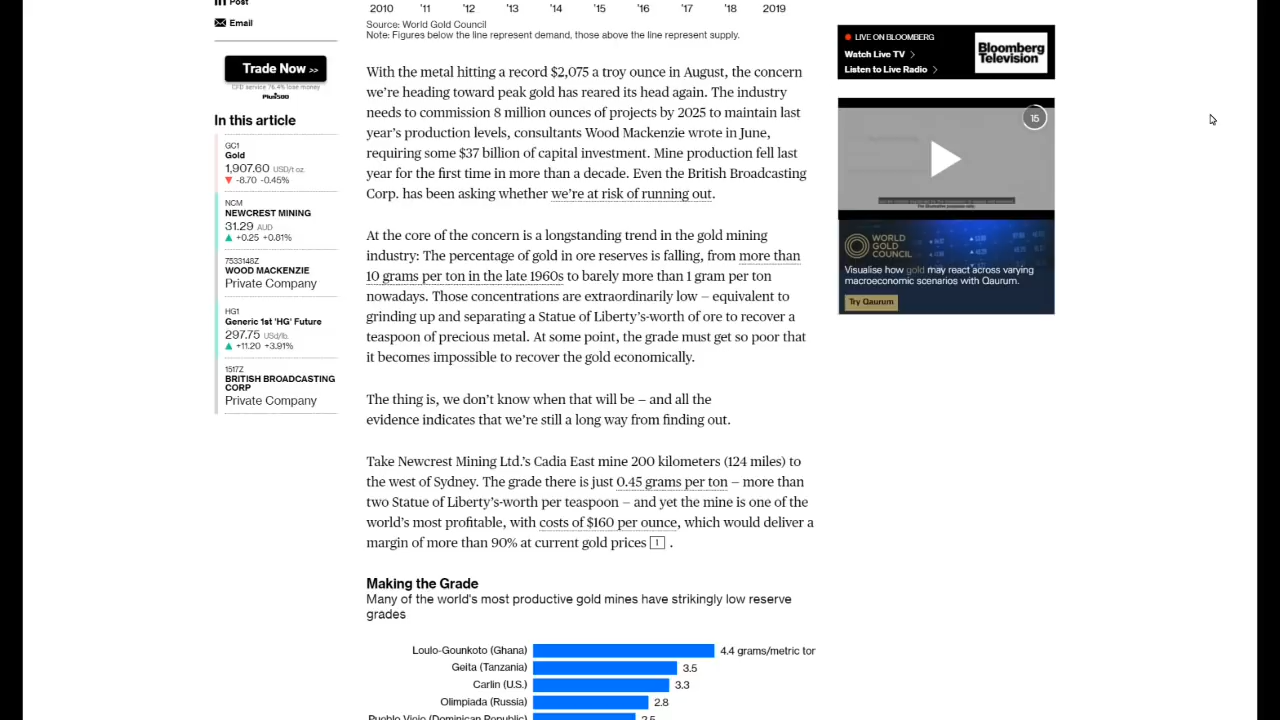 Post
Email
Trade Now >>
CFD service 76.4% lose money
Plus500
In this article
GC1
Gold
1,907.60 USD/t oz.
▼ -8.70 -0.45%
NCM
NEWCREST MINING
31.29 AUD
▲ +0.25 +0.81%
7533148Z
WOOD MACKENZIE
Private Company
HG1
Generic 1st 'HG' Future
297.75 USd/lb.
▲ +11.20 +3.91%
1517Z
BRITISH BROADCASTING
CORP
Private Company
2010 '11 '12 '13 '14 '15 '16 '17 '18 2019
Source: World Gold Council
Note: Figures below the line represent demand, those above the line represent supply.
With the metal hitting a record $2,075 a troy ounce in August, the concern
we're heading toward peak gold has reared its head again. The industry
needs to commission 8 million ounces of projects by 2025 to maintain last
year's production levels, consultants Wood Mackenzie wrote in June,
requiring some $37 billion of capital investment. Mine production fell last
year for the first time in more than a decade. Even the British Broadcasting
Corp. has been asking whether we're at risk of running out.
At the core of the concern is a longstanding trend in the gold mining
industry: The percentage of gold in ore reserves is falling, from more than
10 grams per ton in the late 1960s to barely more than 1 gram per ton
nowadays. Those concentrations are extraordinarily low – equivalent to
grinding up and separating a Statue of Liberty's-worth of ore to recover a
teaspoon of precious metal. At some point, the grade must get so poor that
it becomes impossible to recover the gold economically.
The thing is, we don't know when that will be – and all the
evidence indicates that we're still a long way from finding out.
Take Newcrest Mining Ltd.'s Cadia East mine 200 kilometers (124 miles) to
the west of Sydney. The grade there is just 0.45 grams per ton – more than
two Statue of Liberty's-worth per teaspoon – and yet the mine is one of the
world's most profitable, with costs of $160 per ounce, which would deliver a
margin of more than 90% at current gold prices 1 .
Making the Grade
Many of the world's most productive gold mines have strikingly low reserve
grades
Loulo-Gounkoto (Ghana) 4.4 grams/metric ton
Geita (Tanzania) 3.5
Carlin (U.S.) 3.3
Olimpiada (Russia) 2.8
Pueblo Viejo (Dominican Republic) 2.5
LIVE ON BLOOMBERG
Watch Live TV >
Listen to Live Radio >
Bloomberg
Television
15
WORLD
GOLD
COUNCIL
Visualise how gold may react across varying
macroeconomic scenarios with Qaurum.
Try Qaurum